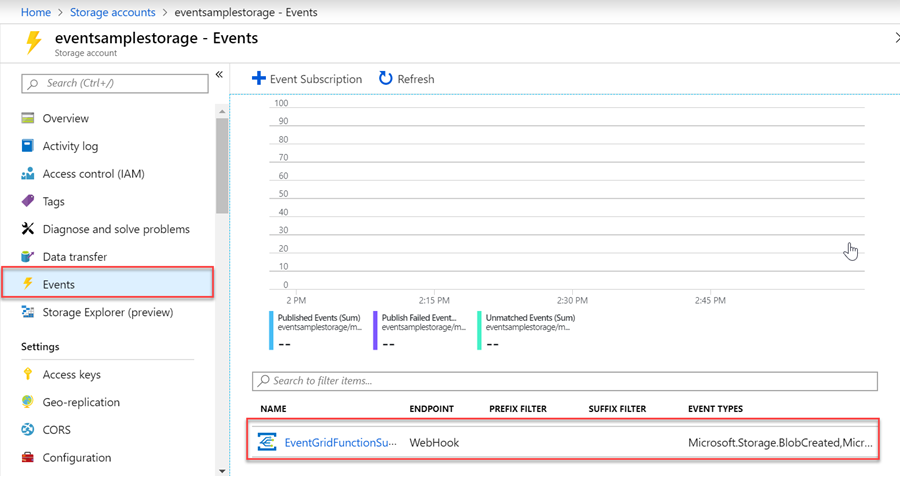 Home > Storage accounts > eventsamplestorage - Events
eventsamplestorage - Events
Storage account
Search (Ctrl+/)
«
Overview
Activity log
Access control (IAM)
Tags
Diagnose and solve problems
Data transfer
Events
Storage Explorer (preview)
Settings
Access keys
Geo-replication
CORS
Configuration
Event Subscription Refresh
100
90
80
70
60
50
40
30
20
10
0
2 PM 2:15 PM 2:30 PM 2:45 PM
Published Events (Sum)
eventsamplestorage/m...
--
Publish Failed Event...
eventsamplestorage/m...
--
Unmatched Events (Sum)
eventsamplestorage/m...
--
Search to filter items...
NAME ENDPOINT PREFIX FILTER SUFFIX FILTER EVENT TYPES
EventGridFunctionSu... WebHook Microsoft.Storage.BlobCreated,Micr...